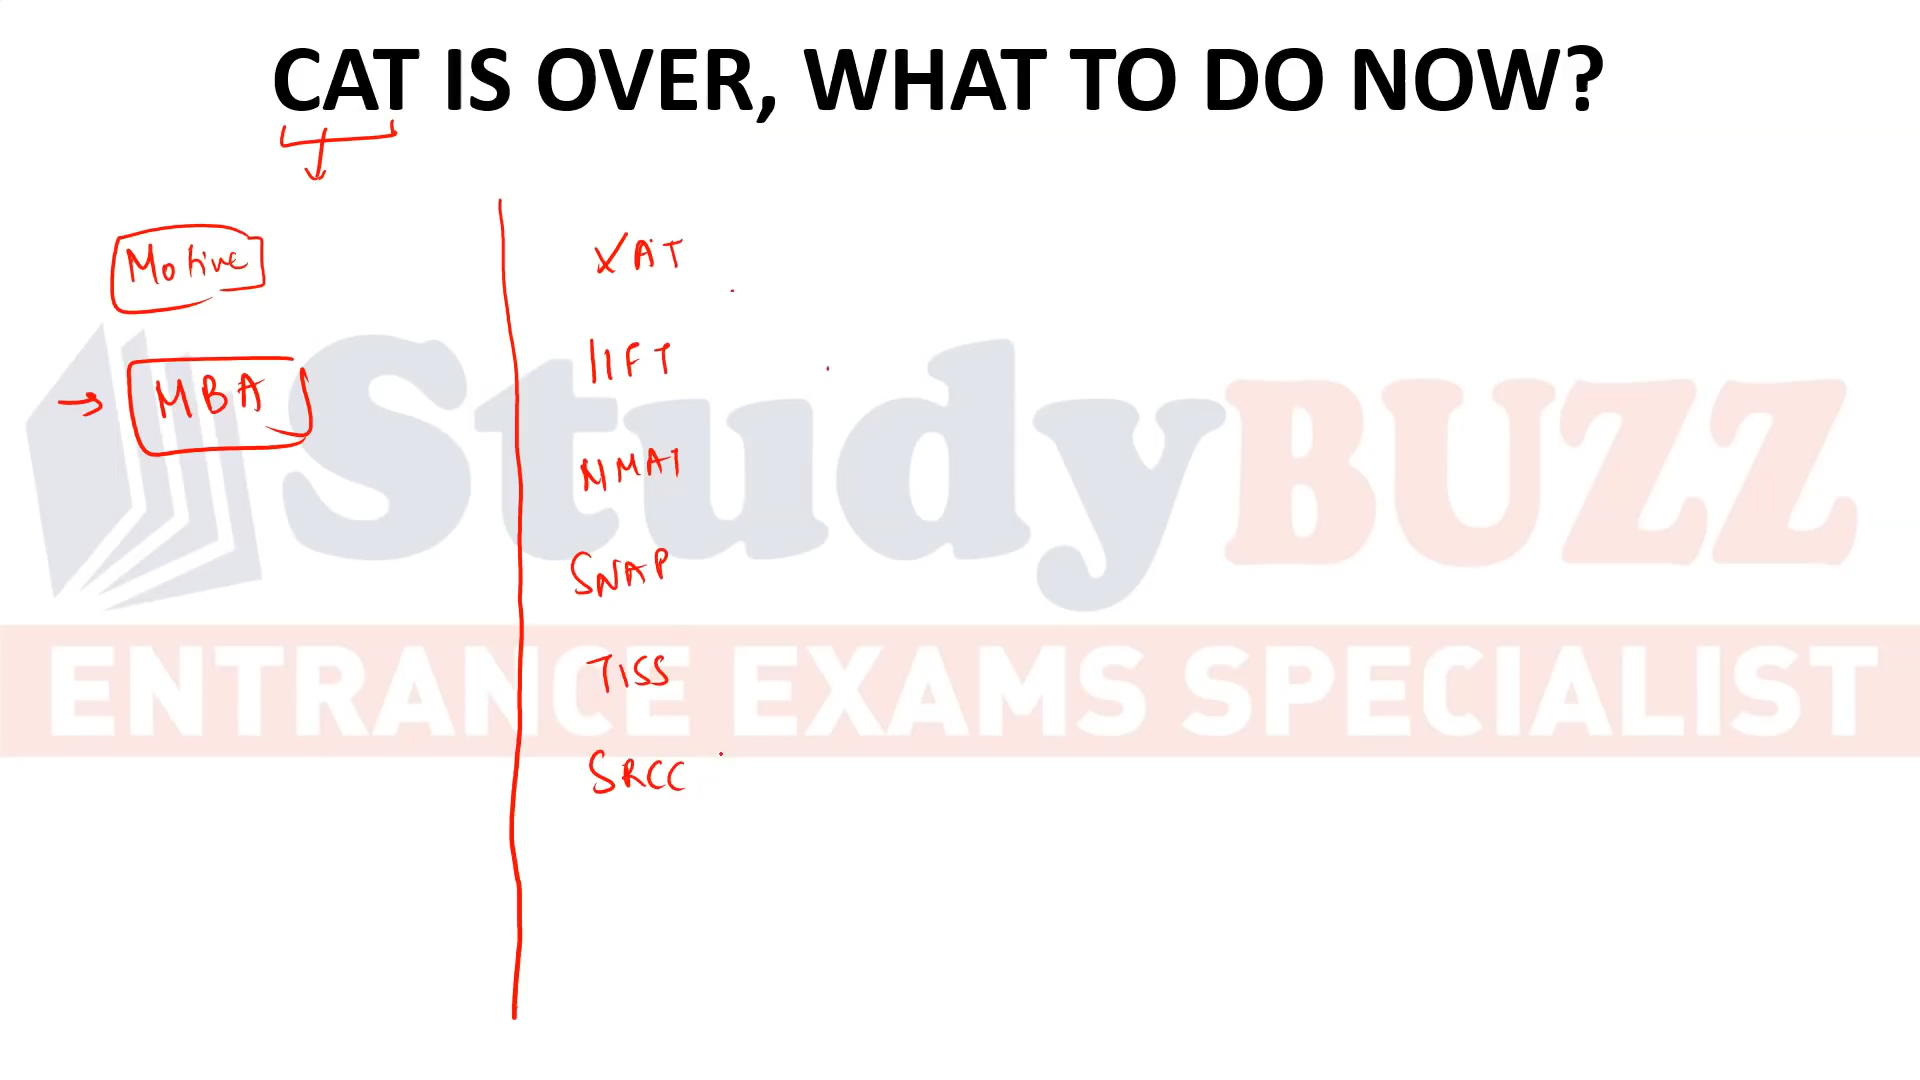 CAT IS OVER, WHAT TO DO NOW?
Motive
MBA
XAT
IIFT
NMAT
SNAP
TISS
SRCC
StudyBUZZ
ENTRANCE EXAMS SPECIALIST